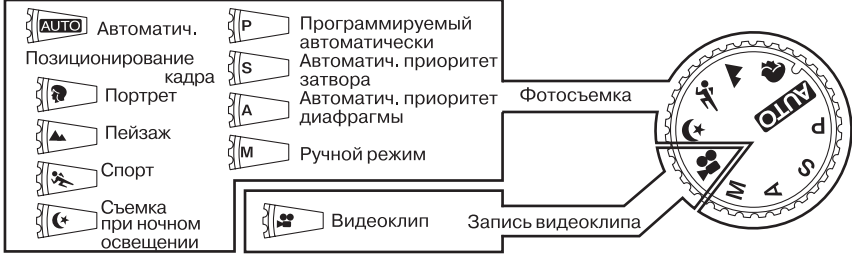 AUTO Автоматич.
Позиционирование
кадра
Портрет
Пейзаж
Спорт
Съемка
при ночном
освещении
P Программируемый
автоматически
S Автоматич. приоритет
затвора
A Автоматич. приоритет
диафрагмы
M Ручной режим
Видеоклип
Фотосъемка
Запись видеоклипа
AUTO
P
S
A
M